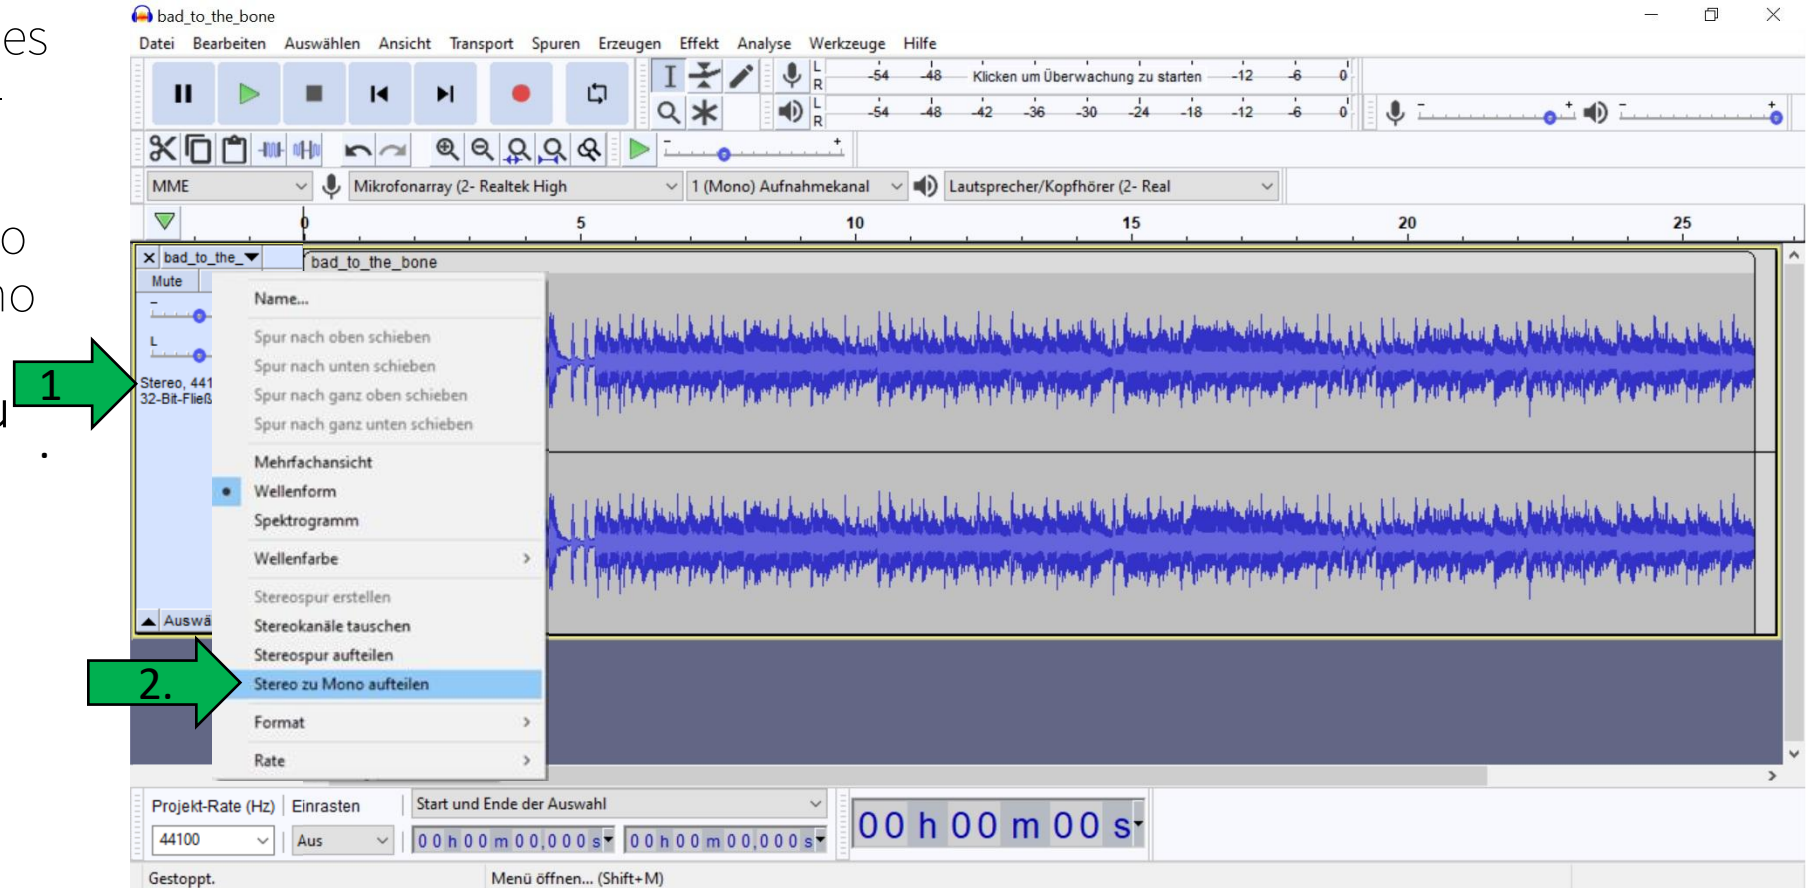 es
o
no
u
.
bad_to_the_bone
Datei Bearbeiten Auswählen Ansicht Transport Spuren Erzeugen Effekt Analyse Werkzeuge Hilfe
L
R
-54 -48 Klicken um Überwachung zu starten -12 -6 0
L
R
-54 -48 -42 -36 -30 -24 -18 -12 -6 0
- +
- +
- +
MME Mikrofonarray (2- Realtek High 1 (Mono) Aufnahmekanal Lautsprecher/Kopfhörer (2- Real
0 5 10 15 20 25
bad_to_the_ bad_to_the_bone
Mute
-
L
Stereo, 441
32-Bit-Fließ
1
Auswä
Name...
Spur nach oben schieben
Spur nach unten schieben
Spur nach ganz oben schieben
Spur nach ganz unten schieben
Mehrfachansicht
Wellenform
Spektrogramm
Wellenfarbe
Stereospur erstellen
Stereokanäle tauschen
Stereospur aufteilen
2. Stereo zu Mono aufteilen
Format
Rate
Projekt-Rate (Hz) Einrasten Start und Ende der Auswahl
44100 Aus 00 h 00 m 00,000 s 00 h 00 m 00,000 s 00 h 00 m 00 s
Gestoppt. Menü öffnen... (Shift+M)